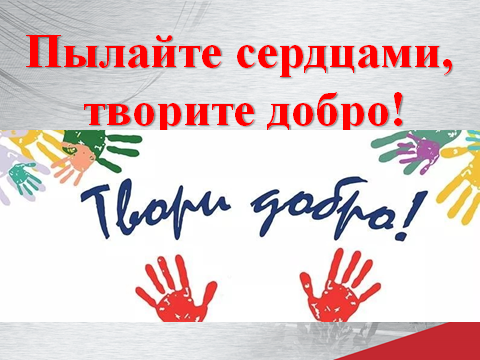 Пылайте сердцами,
творите добро!
Твори добро!